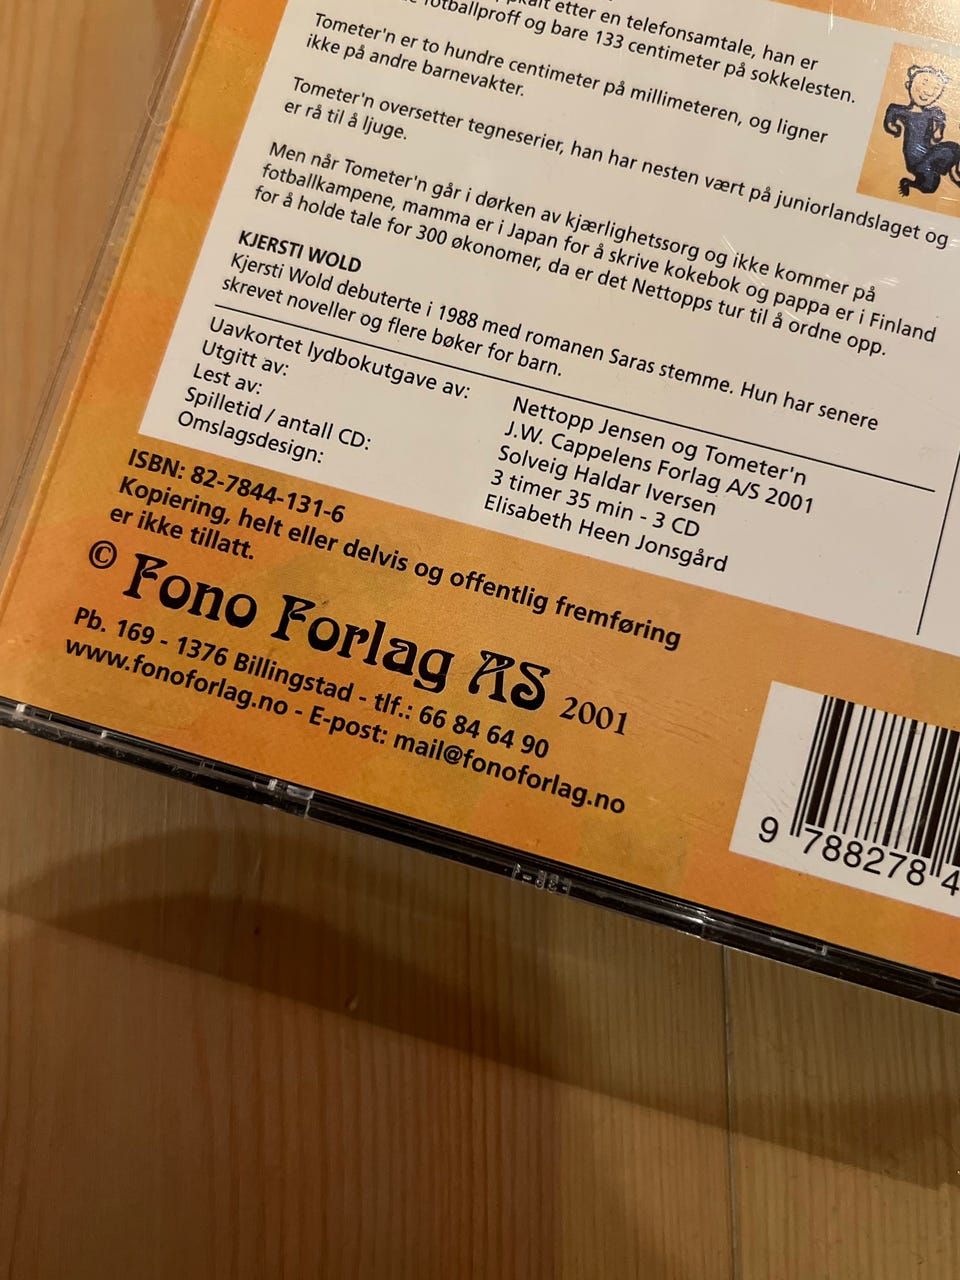 etter en telefonsamtale, han er
fotballproff og bare 133 centimeter på sokkelesten.
Tometer'n er to hundre centimeter på millimeteren, og ligner
ikke på andre barnevakter.
Tometer'n oversetter tegneserier, han har nesten vært på juniorlandslaget og
er rå til å ljuge.
Men når Tometer'n går i dørken av kjærlighetssorg og ikke kommer på
fotballkampene, mamma er i Japan for å skrive kokebok og pappa er i Finland
for å holde tale for 300 økonomer, da er det Nettopps tur til å ordne opp.
KJERSTI WOLD
Kjersti Wold debuterte i 1988 med romanen Saras stemme. Hun har senere
skrevet noveller og flere bøker for barn.
Uavkortet lydbokutgave av: Nettopp Jensen og Tometer'n
Utgitt av: J.W. Cappelens Forlag A/S 2001
Lest av: Solveig Haldar Iversen
Spilletid / antall CD: 3 timer 35 min - 3 CD
Omslagsdesign: Elisabeth Heen Jonsgård
ISBN: 82-7844-131-6
Kopiering, helt eller delvis og offentlig fremføring
er ikke tillatt.
© Fono Forlag AS 2001
Pb. 169 - 1376 Billingstad - tlf.: 66 84 64 90
www.fonoforlag.no - E-post: mail@fonoforlag.no
9 788278 4